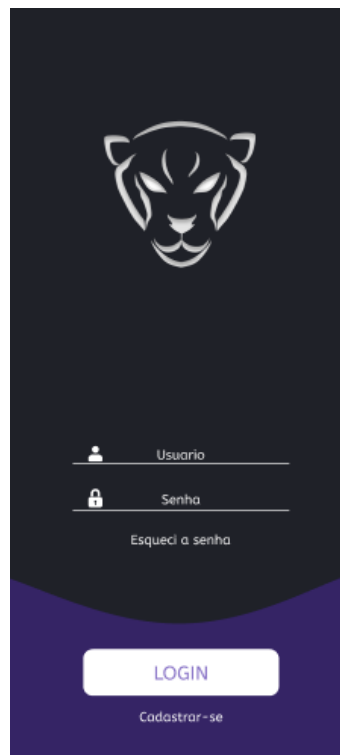 Usuario
Senha
Esqueci a senha
LOGIN
Cadastrar-se